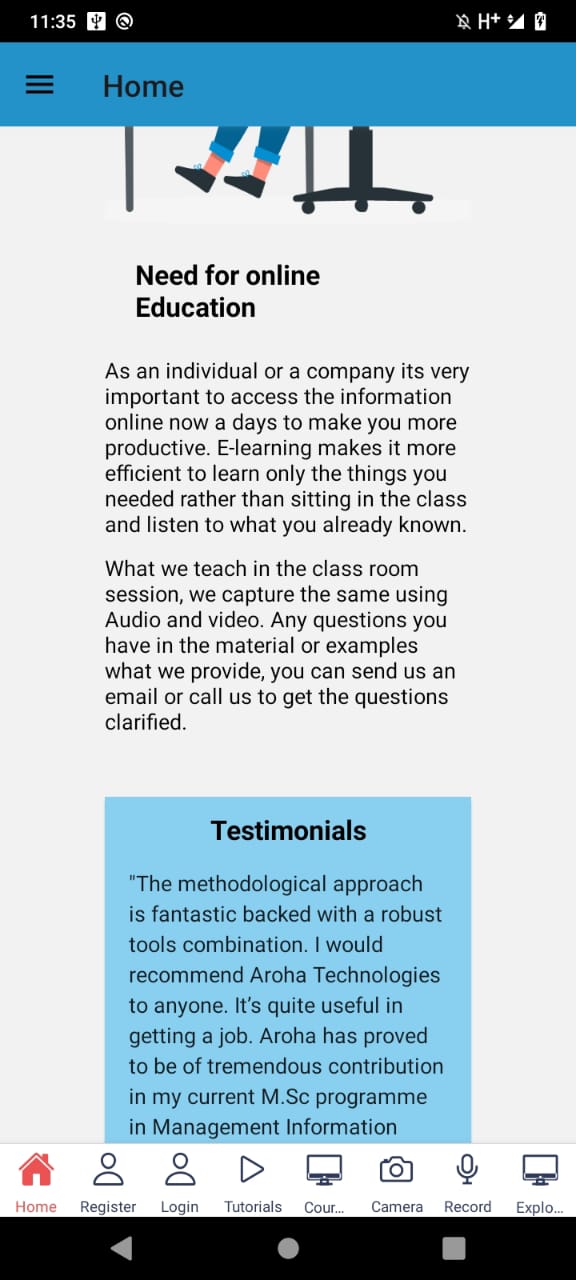 11:35
H+
Home
Need for online
Education
As an individual or a company its very
important to access the information
online now a days to make you more
productive. E-learning makes it more
efficient to learn only the things you
needed rather than sitting in the class
and listen to what you already known.
What we teach in the class room
session, we capture the same using
Audio and video. Any questions you
have in the material or examples
what we provide, you can send us an
email or call us to get the questions
clarified.
Testimonials
"The methodological approach
is fantastic backed with a robust
tools combination. I would
recommend Aroha Technologies
to anyone. It’s quite useful in
getting a job. Aroha has proved
to be of tremendous contribution
in my current M.Sc programme
in Management Information
Home Register Login Tutorials Cour... Camera Record Explo...